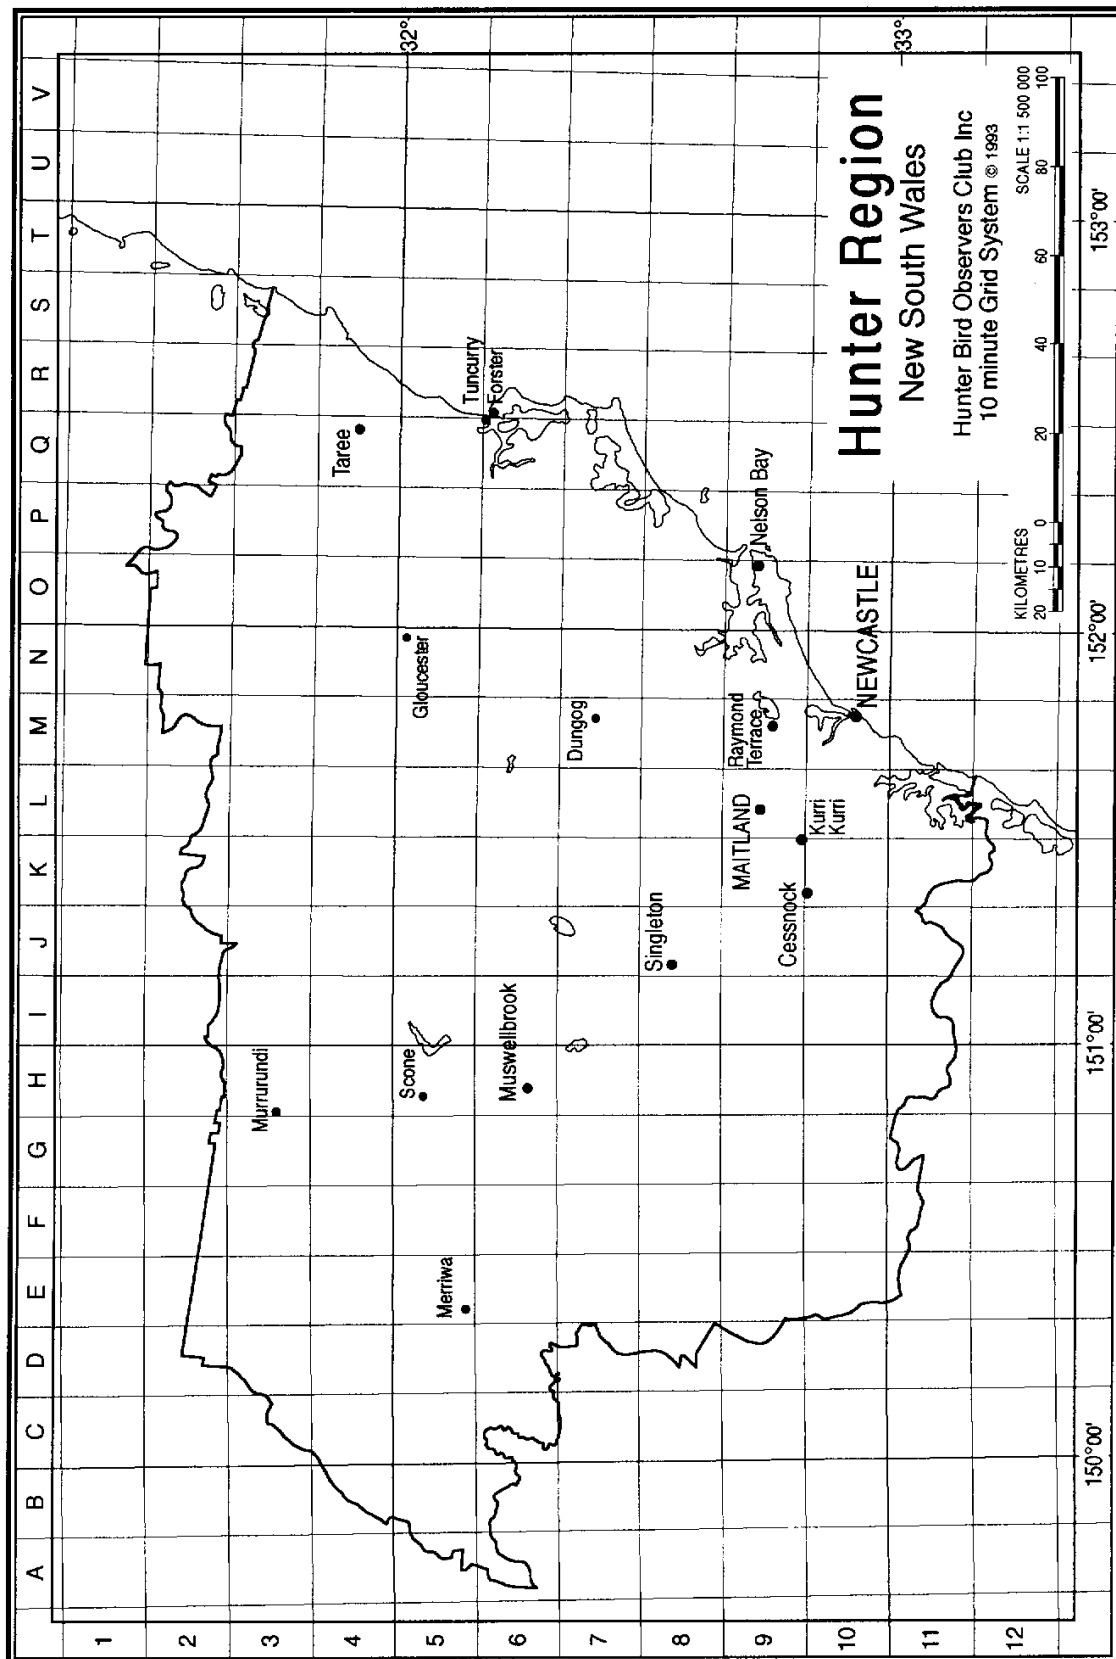 A B C D E F G H I J K L M N O P Q R S T U V
1
2
3
4
5
6
7
8
9
10
11
12
32°
33°
Murrurundi
Taree
Scone
Gloucester
Merriwa
Tuncurry
Forster
Muswellbrook
Dungog
Singleton
MAITLAND
Raymond
Terrace
Nelson Bay
Kurri
Kurri
Cessnock
NEWCASTLE
Hunter Region
New South Wales
Hunter Bird Observers Club Inc
10 minute Grid System © 1993
KILOMETRES
SCALE 1:1 500 000
20 10 0 20 40 60 80 100
150°00'
151°00'
152°00'
153°00'